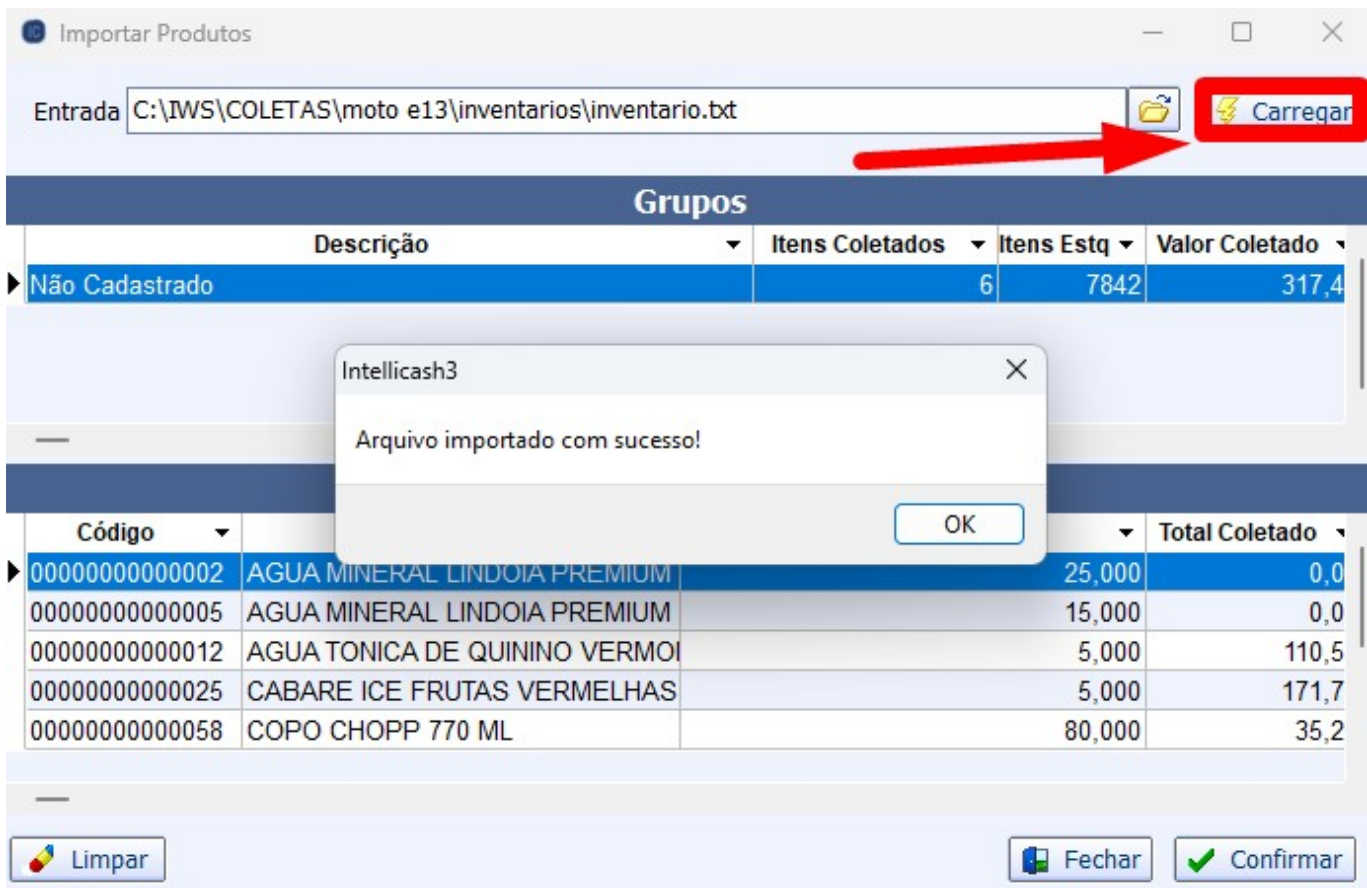 Importar Produtos
Entrada C:\IWS\COLETAS\moto e13\inventarios\inventario.txt Carregar
Grupos
Descrição Itens Coletados Itens Estq Valor Coletado
Não Cadastrado 6 7842 317,4
Intellicash3
Arquivo importado com sucesso!
OK
Código Total Coletado
00000000000002 AGUA MINERAL LINDOIA PREMIUM 25,000 0,0
00000000000005 AGUA MINERAL LINDOIA PREMIUM 15,000 0,0
00000000000012 AGUA TONICA DE QUININO VERMO 5,000 110,5
00000000000025 CABARE ICE FRUTAS VERMELHAS 5,000 171,7
00000000000058 COPO CHOPP 770 ML 80,000 35,2
Limpar Fechar Confirmar